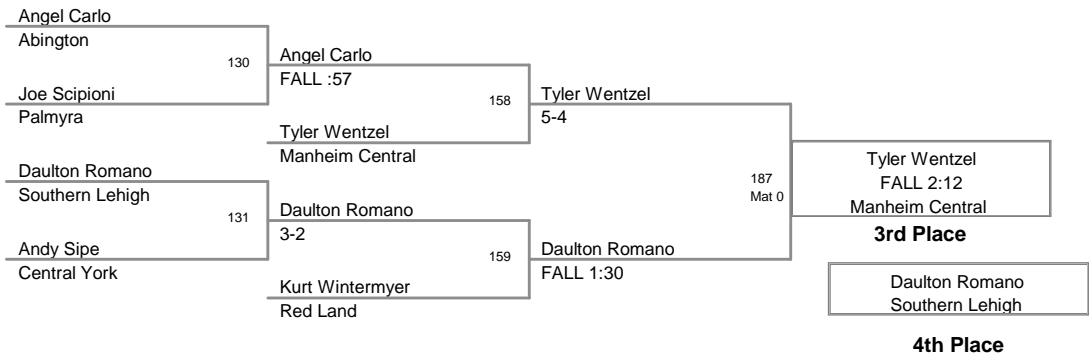 Angel Carlo
Abington
130
Joe Scipioni
Palmyra
Angel Carlo
FALL :57
158
Tyler Wentzel
Manheim Central
Daulton Romano
Southern Lehigh
131
Andy Sipe
Central York
Daulton Romano
3-2
159
Kurt Wintermyer
Red Land
Tyler Wentzel
5-4
187
Mat 0
Daulton Romano
FALL 1:30
Tyler Wentzel
FALL 2:12
Manheim Central
3rd Place
Daulton Romano
Southern Lehigh
4th Place